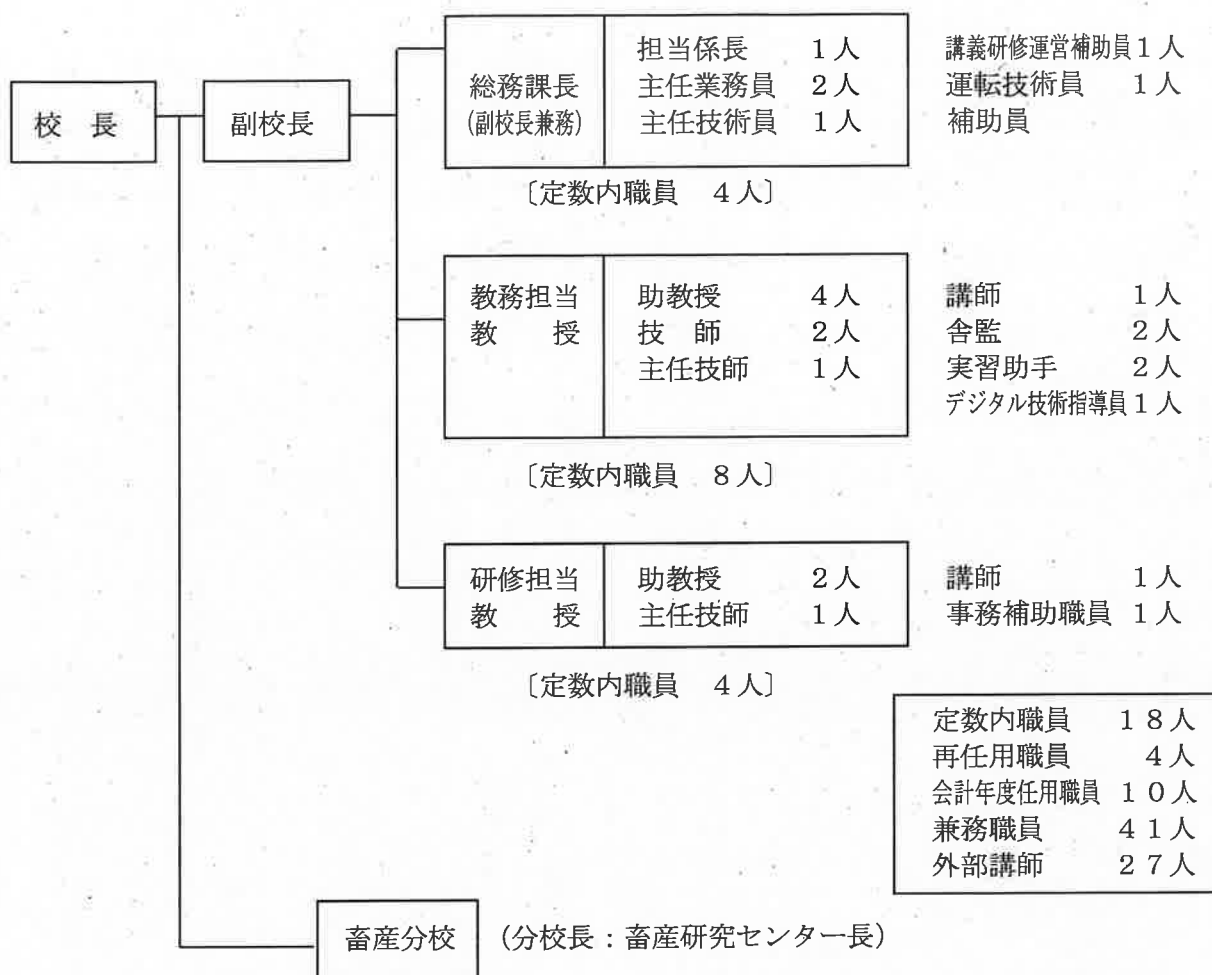 校　長
副校長
総務課長
(副校長兼務)
担当係長　１人
主任業務員　２人
主任技術員　１人
講義研修運営補助員１人
運転技術員　１人
補助員
〔定数内職員　４人〕
教務担当
教　　授
助教授　４人
技　師　２人
主任技師　１人
講師　１人
舎監　２人
実習助手　２人
デジタル技術指導員１人
〔定数内職員　８人〕
研修担当
教　　授
助教授　２人
主任技師　１人
講師　１人
事務補助職員　１人
〔定数内職員　４人〕
定数内職員　１８人
再任用職員　４人
会計年度任用職員　１０人
兼務職員　４１人
外部講師　２７人
畜産分校　(分校長：畜産研究センター長)